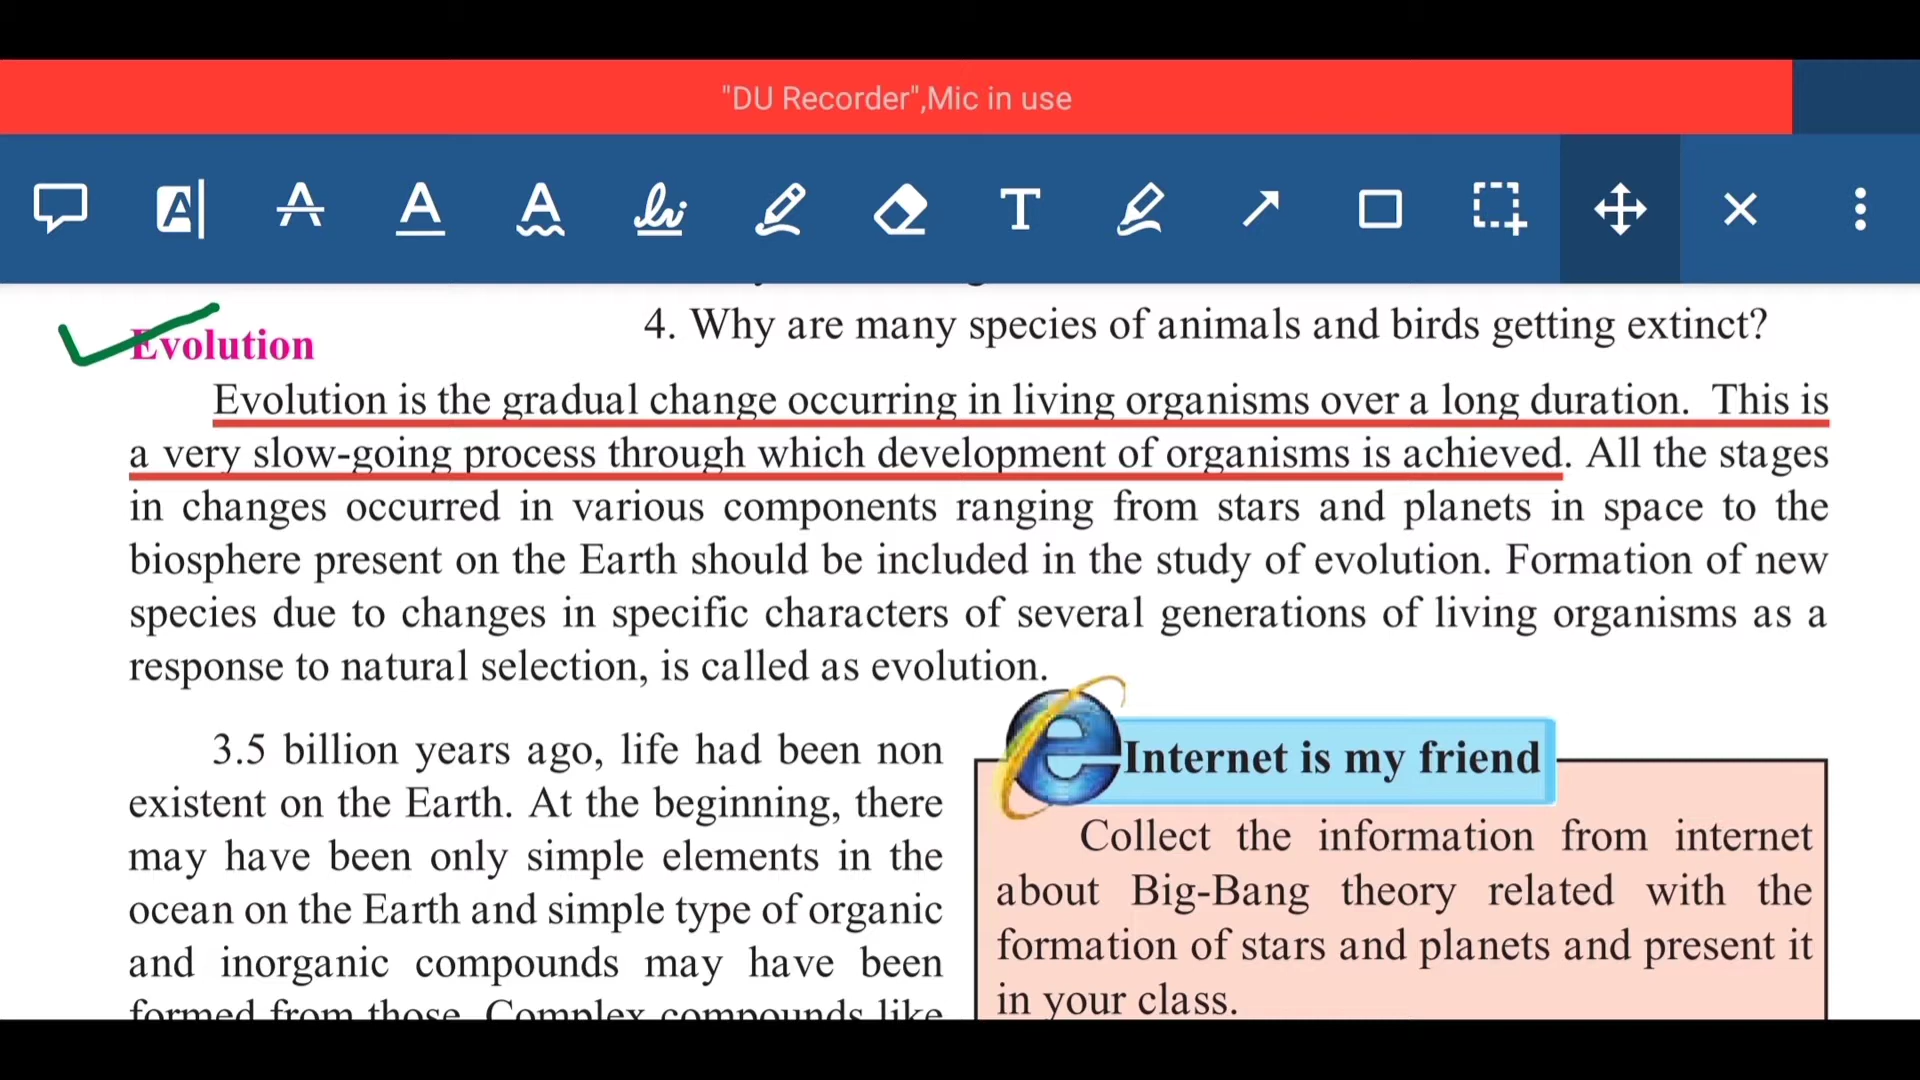 "DU Recorder",Mic in use
4. Why are many species of animals and birds getting extinct?
Evolution
Evolution is the gradual change occurring in living organisms over a long duration. This is
a very slow-going process through which development of organisms is achieved. All the stages
in changes occurred in various components ranging from stars and planets in space to the
biosphere present on the Earth should be included in the study of evolution. Formation of new
species due to changes in specific characters of several generations of living organisms as a
response to natural selection, is called as evolution.
3.5 billion years ago, life had been non
existent on the Earth. At the beginning, there
may have been only simple elements in the
ocean on the Earth and simple type of organic
and inorganic compounds may have been
formed from those. Complex compounds like
Internet is my friend
Collect the information from internet
about Big-Bang theory related with the
formation of stars and planets and present it
in your class.